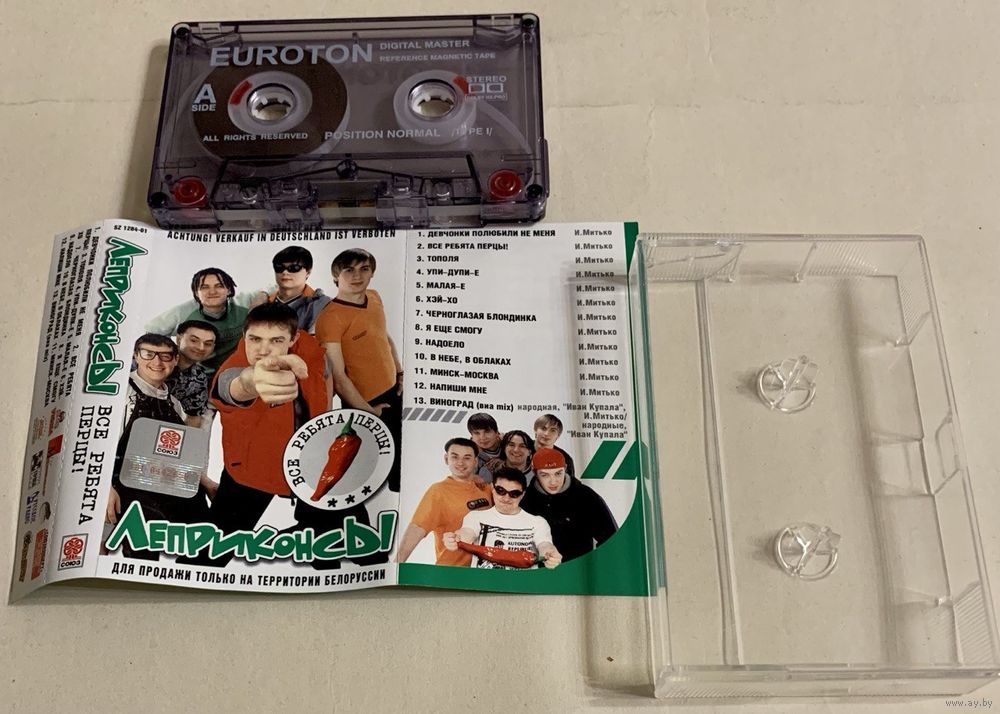 EUROTON
DIGITAL MASTER
REFERENCE MAGNETIC TAPE
A
SIDE
STEREO
ALL RIGHTS RESERVED
POSITION NORMAL /TYPE I/
SZ 1204-01
ACHTUNG! VERKAUF IN DEUTSCHLAND IST VERBOTEN
ЛЕПРИКОНСЫ
ВСЕ РЕБЯТА
ПЕРЦЫ!
СОЮЗ
СОЮЗ
ВСЕ РЕБЯТА ПЕРЦЫ!
ЛЕПРИКОНСЫ
ДЛЯ ПРОДАЖИ ТОЛЬКО НА ТЕРРИТОРИИ БЕЛОРУССИИ
1. ДЕВЧОНКИ ПОЛЮБИЛИ НЕ МЕНЯ И.Митько
2. ВСЕ РЕБЯТА ПЕРЦЫ! И.Митько
3. ТОПОЛЯ И.Митько
4. УПИ-ДУПИ-Е И.Митько
5. МАЛАЯ-Е И.Митько
6. ХЭЙ-ХО И.Митько
7. ЧЕРНОГЛАЗАЯ БЛОНДИНКА И.Митько
8. Я ЕЩЕ СМОГУ И.Митько
9. НАДОЕЛО И.Митько
10. В НЕБЕ, В ОБЛАКАХ И.Митько
11. МИНСК-МОСКВА И.Митько
12. НАПИШИ МНЕ И.Митько
13. ВИНОГРАД (виа mix) народная, "Иван Купала",
И.Митько/
народные,
"Иван Купала"
www.ay.by